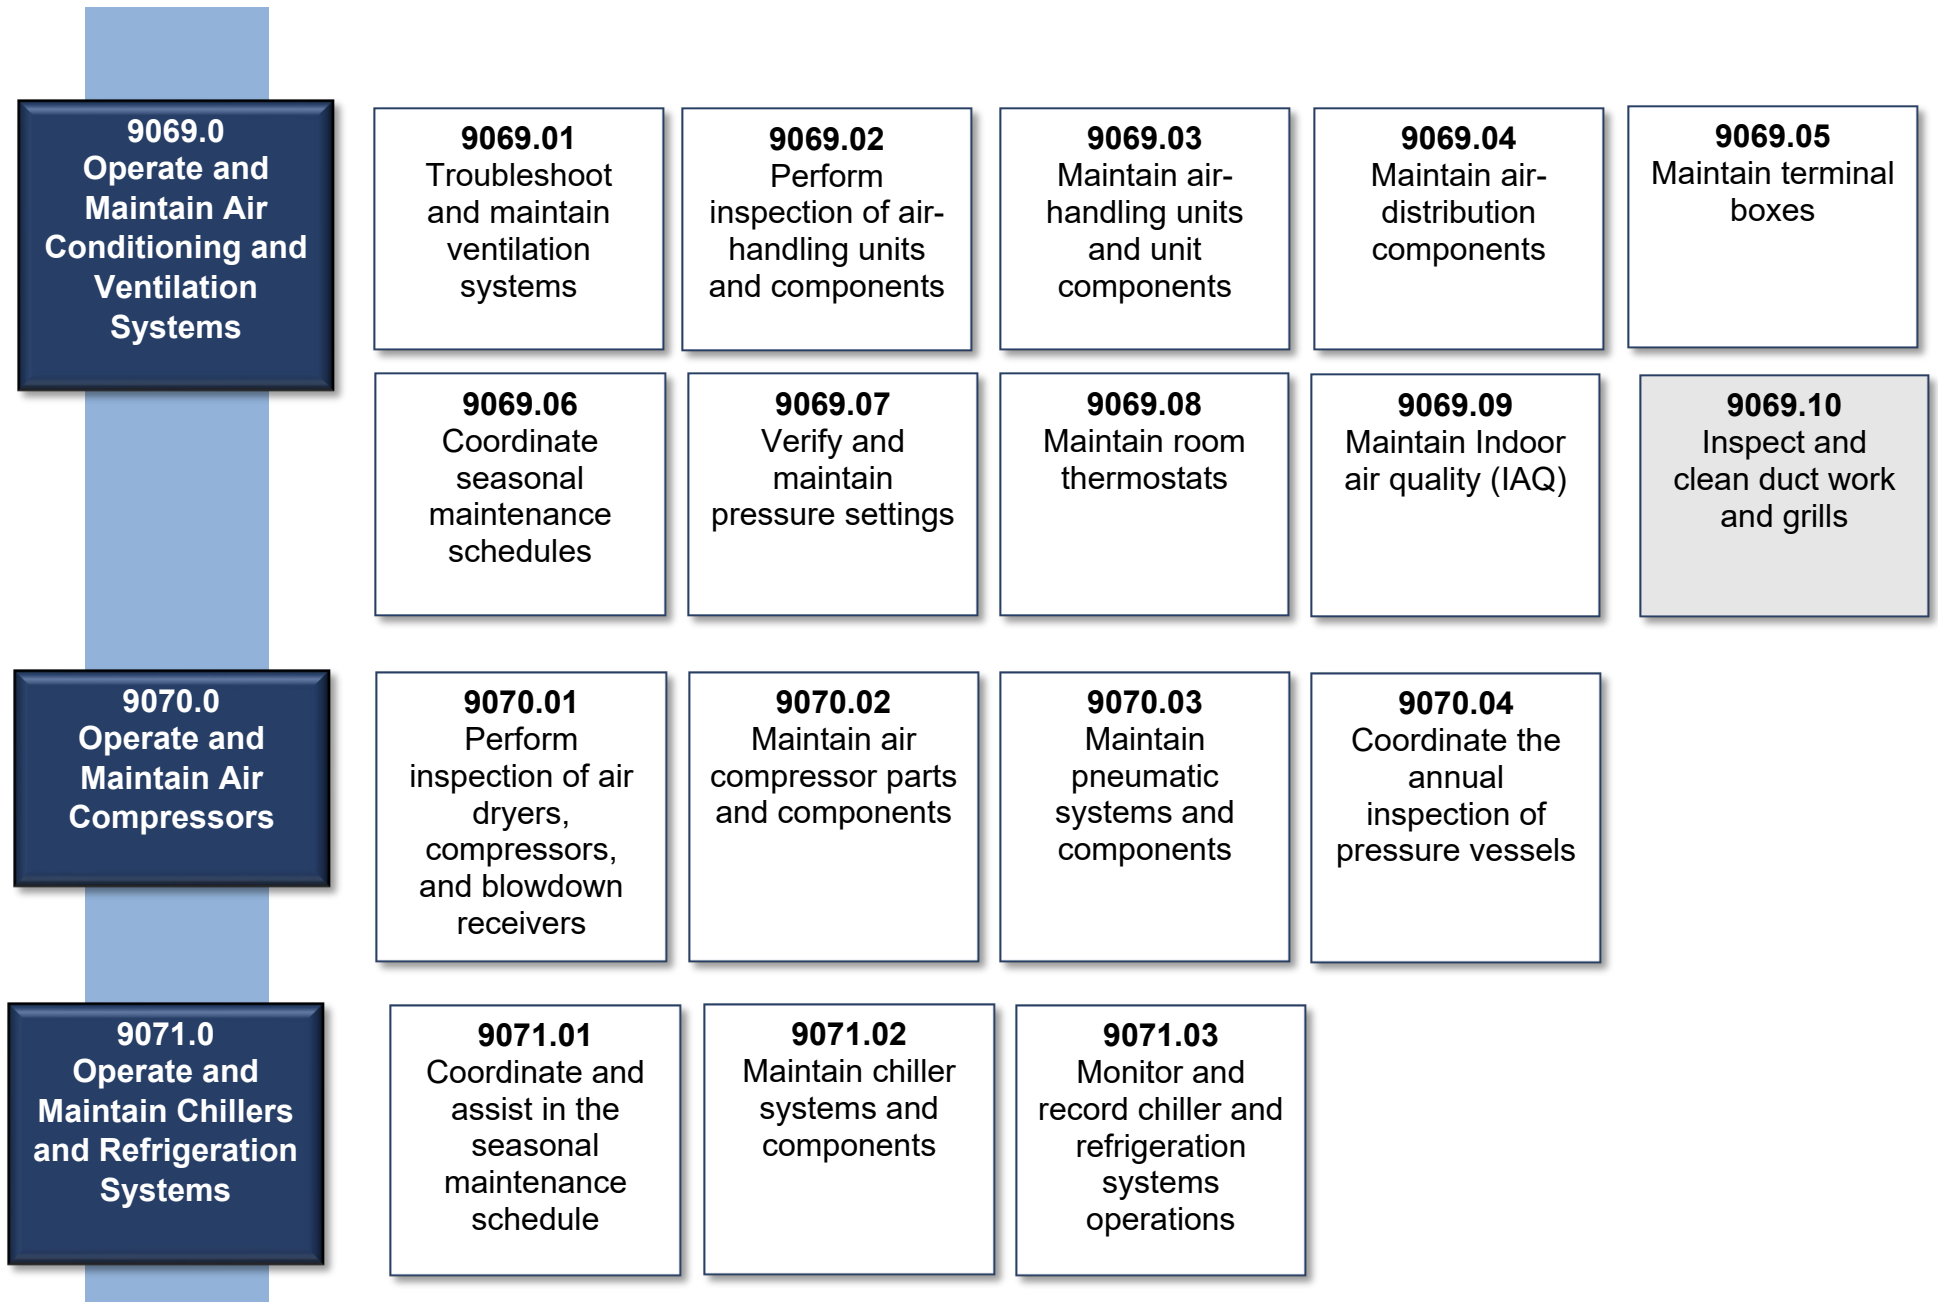 9069.0
Operate and
Maintain Air
Conditioning and
Ventilation
Systems
9069.01
Troubleshoot
and maintain
ventilation
systems
9069.02
Perform
inspection of air-
handling units
and components
9069.03
Maintain air-
handling units
and unit
components
9069.04
Maintain air-
distribution
components
9069.05
Maintain terminal
boxes
9069.06
Coordinate
seasonal
maintenance
schedules
9069.07
Verify and
maintain
pressure settings
9069.08
Maintain room
thermostats
9069.09
Maintain Indoor
air quality (IAQ)
9069.10
Inspect and
clean duct work
and grills
9070.0
Operate and
Maintain Air
Compressors
9070.01
Perform
inspection of air
dryers,
compressors,
and blowdown
receivers
9070.02
Maintain air
compressor parts
and components
9070.03
Maintain
pneumatic
systems and
components
9070.04
Coordinate the
annual
inspection of
pressure vessels
9071.0
Operate and
Maintain Chillers
and Refrigeration
Systems
9071.01
Coordinate and
assist in the
seasonal
maintenance
schedule
9071.02
Maintain chiller
systems and
components
9071.03
Monitor and
record chiller and
refrigeration
systems
operations